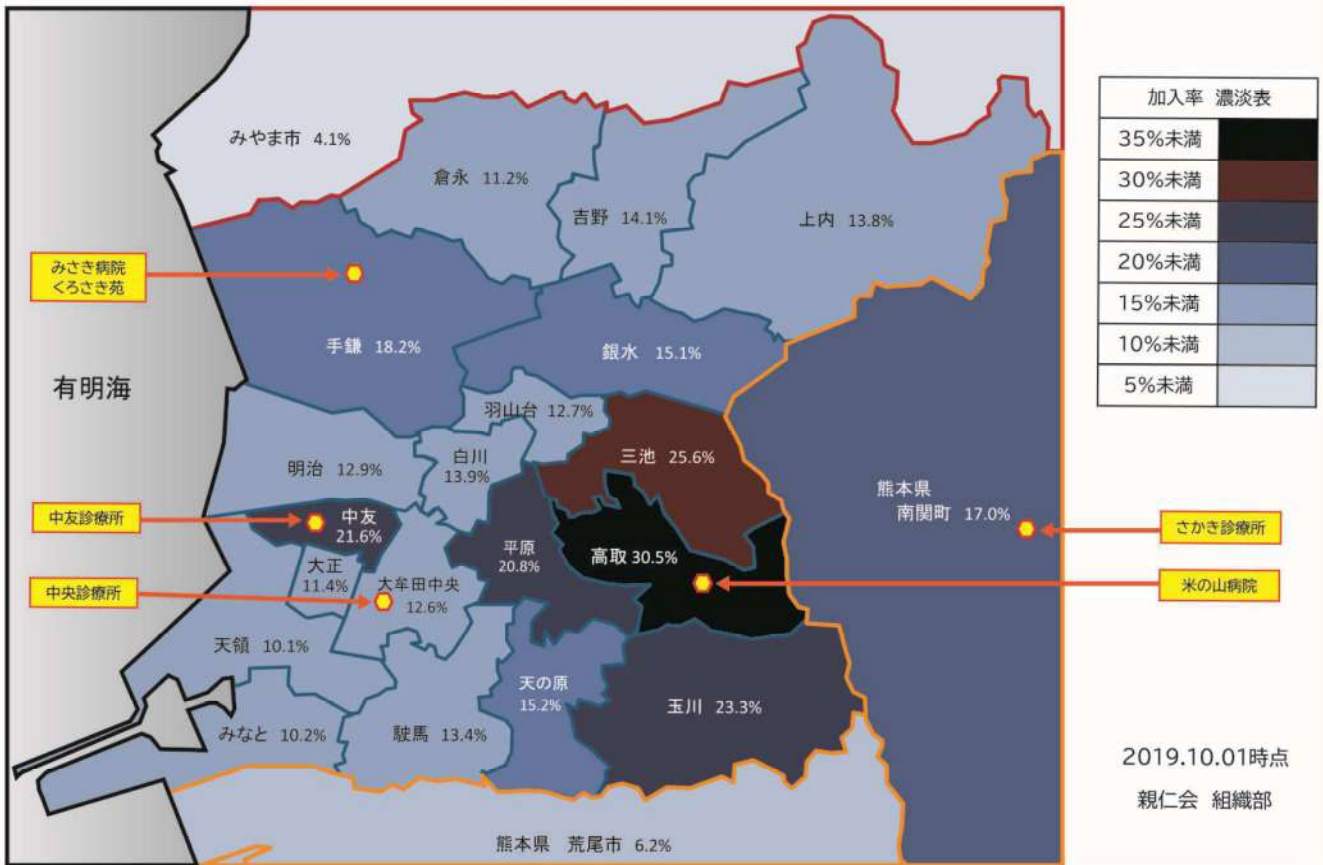 みやま市 4.1%
倉永 11.2%
吉野 14.1%
上内 13.8%
みさき病院
くろさき苑
手鎌 18.2%
銀水 15.1%
有明海
羽山台 12.7%
明治 12.9%
白川
13.9%
三池 25.6%
熊本県
南関町 17.0%
中友診療所
中友
21.6%
平原
20.8%
高取 30.5%
さかき診療所
米の山病院
大正
11.4%
大牟田中央
12.6%
中央診療所
天領 10.1%
天の原
15.2%
玉川 23.3%
みなと 10.2%
駛馬 13.4%
熊本県 荒尾市 6.2%
加入率 濃淡表
35%未満
30%未満
25%未満
20%未満
15%未満
10%未満
5%未満
2019.10.01時点
親仁会 組織部